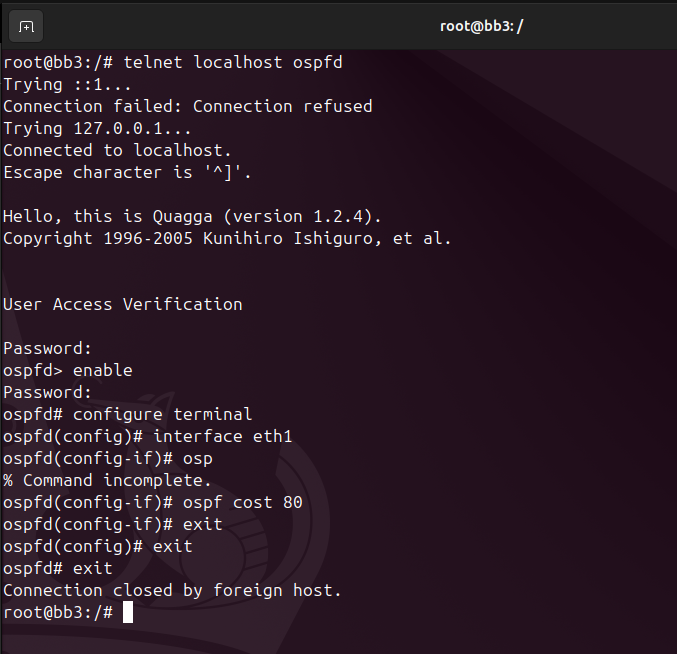 root@bb3: /
root@bb3:/# telnet localhost ospfd
Trying ::1...
Connection failed: Connection refused
Trying 127.0.0.1...
Connected to localhost.
Escape character is '^]'.
Hello, this is Quagga (version 1.2.4).
Copyright 1996-2005 Kunihiro Ishiguro, et al.
User Access Verification
Password:
ospfd> enable
Password:
ospfd# configure terminal
ospfd(config)# interface eth1
ospfd(config-if)# osp
% Command incomplete.
ospfd(config-if)# ospf cost 80
ospfd(config-if)# exit
ospfd(config)# exit
ospfd# exit
Connection closed by foreign host.
root@bb3:/#